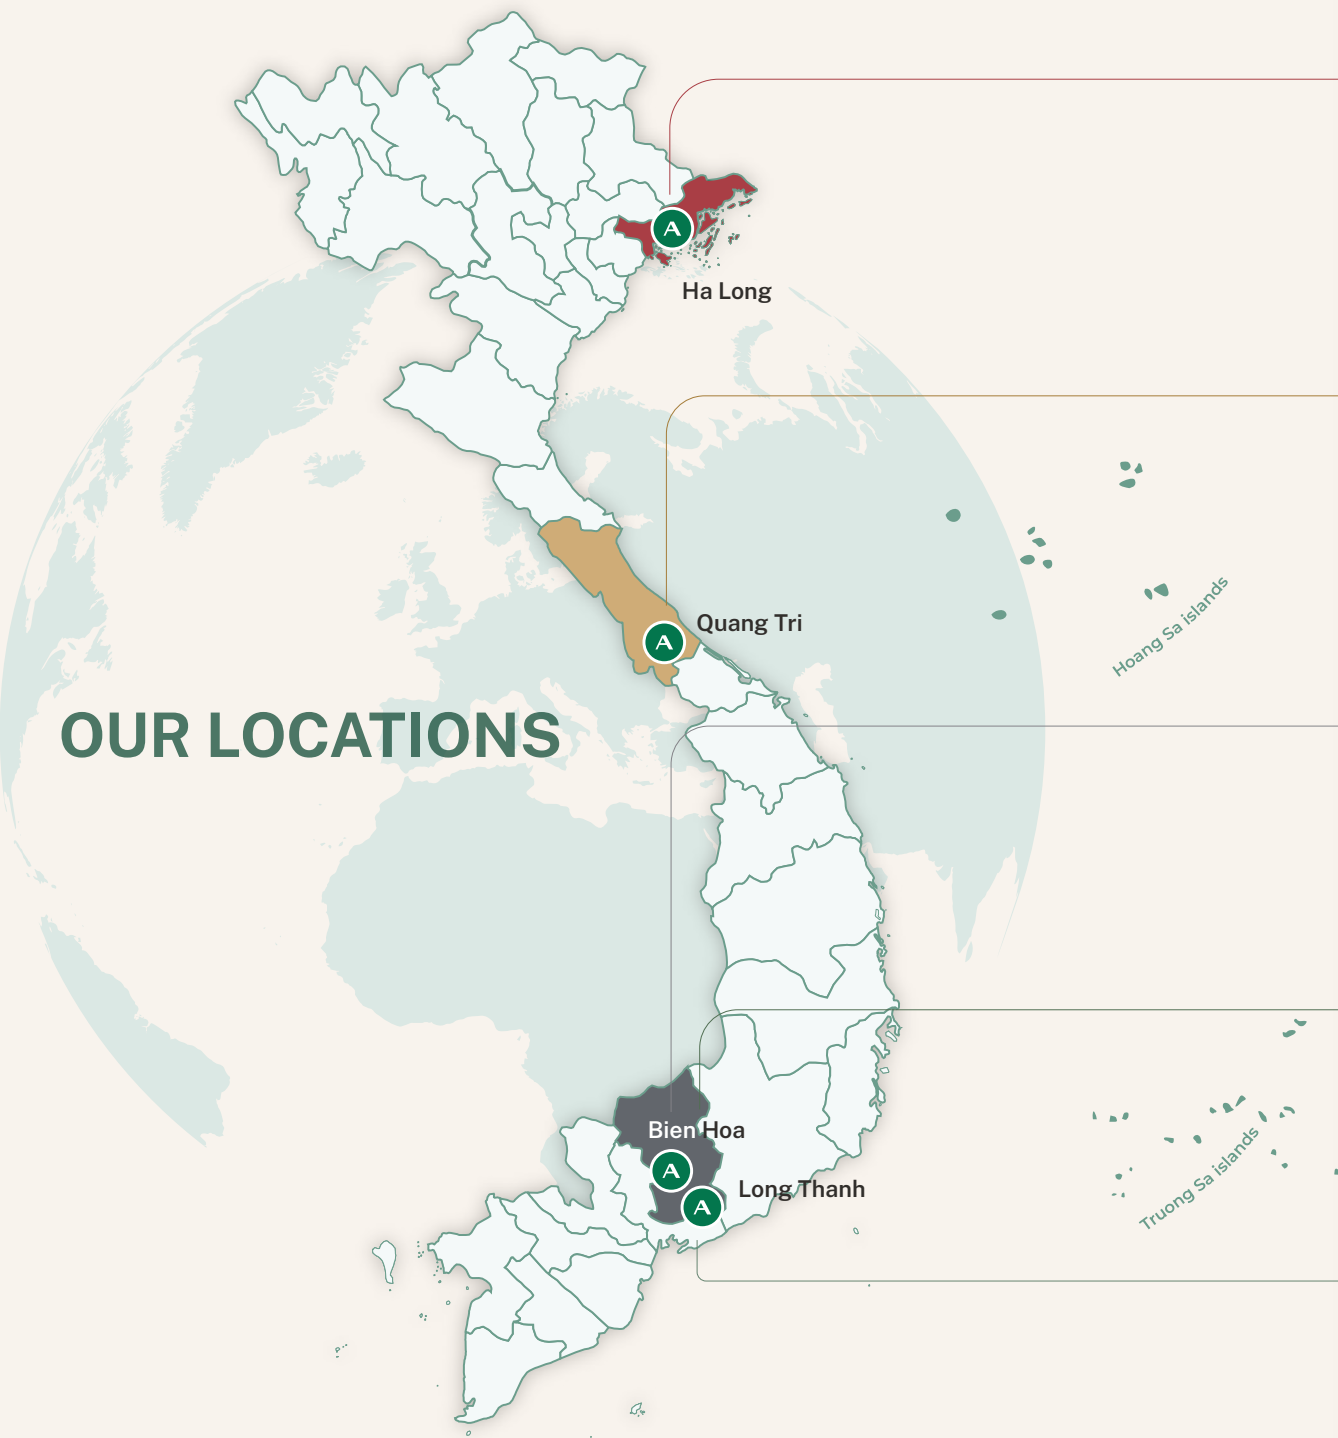 A
Ha Long
Hoang Sa islands
Quang Tri
A
OUR LOCATIONS
Bien Hoa
A
Long Thanh
A
Truong Sa islands